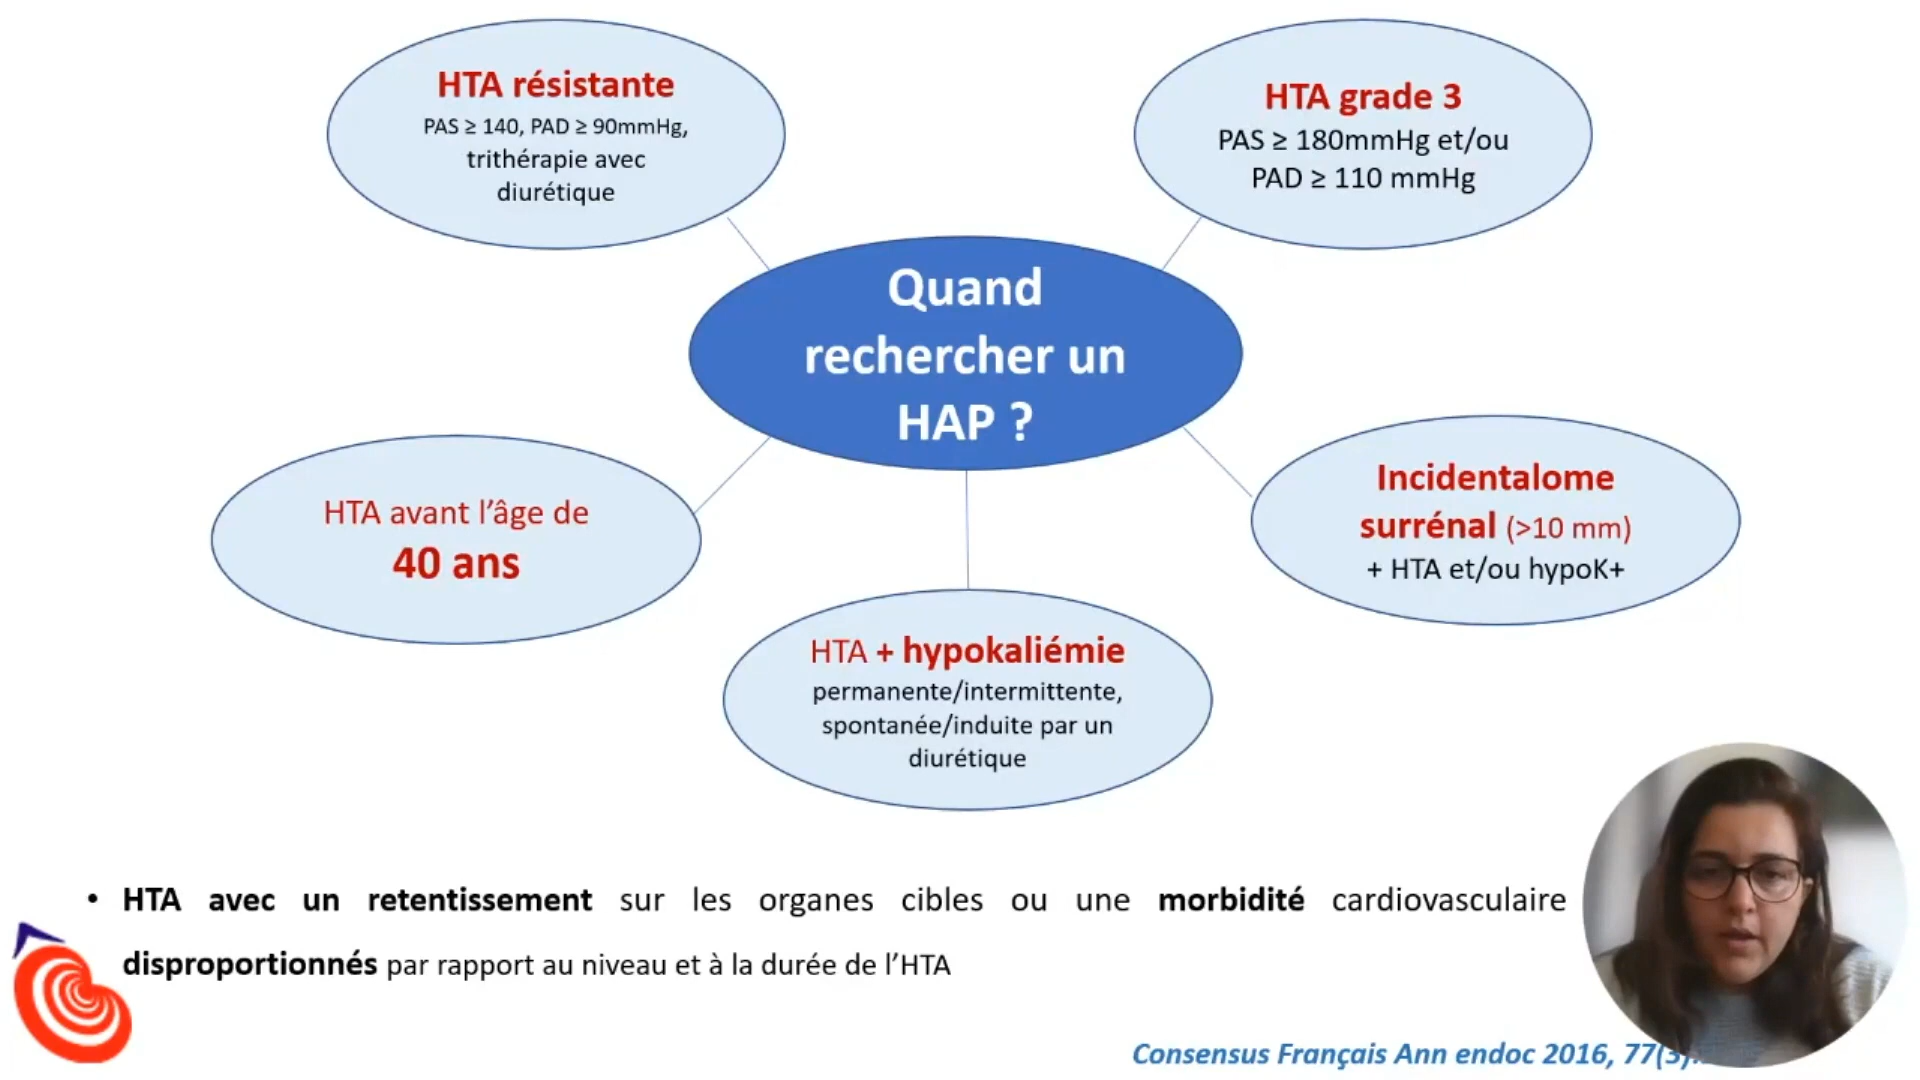 HTA résistante
PAS ≥ 140, PAD ≥ 90mmHg,
trithérapie avec
diurétique
HTA grade 3
PAS ≥ 180mmHg et/ou
PAD ≥ 110 mmHg
Quand
rechercher un
HAP ?
HTA avant l’âge de
40 ans
Incidentalome
surrénal (>10 mm)
+ HTA et/ou hypoK+
HTA + hypokaliémie
permanente/intermittente,
spontanée/induite par un
diurétique
• HTA avec un retentissement sur les organes cibles ou une morbidité cardiovasculaire
disproportionnés par rapport au niveau et à la durée de l’HTA
Consensus Français Ann endoc 2016, 77(3)